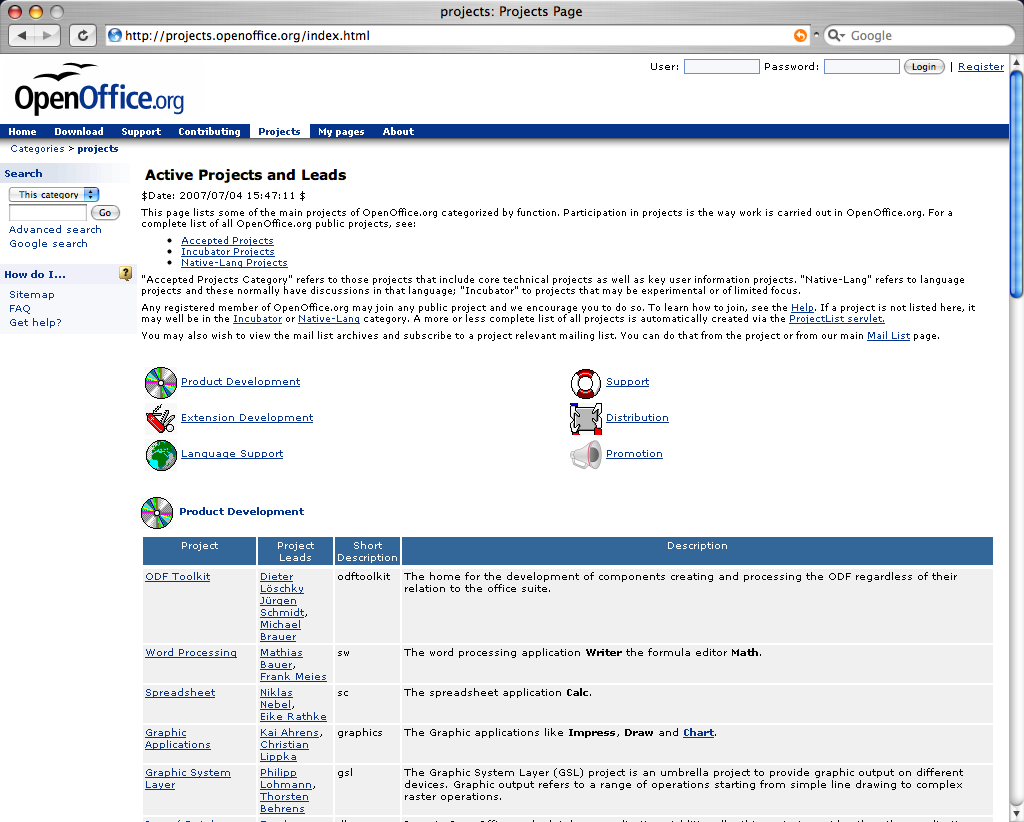 projects: Projects Page
http://projects.openoffice.org/index.html
Google
User: Password: Login | Register
OpenOffice.org
Home Download Support Contributing Projects My pages About
Categories > projects
Search
This category
Go
Advanced search
Google search
How do I...
?
Sitemap
FAQ
Get help?
Active Projects and Leads
$Date: 2007/07/04 15:47:11 $
This page lists some of the main projects of OpenOffice.org categorized by function. Participation in projects is the way work is carried out in OpenOffice.org. For a
complete list of all OpenOffice.org public projects, see:
• Accepted Projects
• Incubator Projects
• Native-Lang Projects
"Accepted Projects Category" refers to those projects that include core technical projects as well as key user information projects. "Native-Lang" refers to language
projects and these normally have discussions in that language; "Incubator" to projects that may be experimental or of limited focus.
Any registered member of OpenOffice.org may join any public project and we encourage you to do so. To learn how to join, see the Help. If a project is not listed here, it
may well be in the Incubator or Native-Lang category. A more or less complete list of all projects is automatically created via the ProjectList servlet.
You may also wish to view the mail list archives and subscribe to a project relevant mailing list. You can do that from the project or from our main Mail List page.
Product Development
Support
Extension Development
Distribution
Language Support
Promotion
Product Development
Project
Project
Leads
Short
Description
Description
ODF Toolkit
Dieter
Löschky
Jürgen
Schmidt,
Michael
Brauer
odftoolkit
The home for the development of components creating and processing the ODF regardless of their
relation to the office suite.
Word Processing
Mathias
Bauer,
Frank Meies
sw
The word processing application Writer the formula editor Math.
Spreadsheet
Niklas
Nebel,
Eike Rathke
sc
The spreadsheet application Calc.
Graphic
Applications
Kai Ahrens,
Christian
Lippka
graphics
The Graphic applications like Impress, Draw and Chart.
Graphic System
Layer
Philipp
Lohmann,
Thorsten
Behrens
gsl
The Graphic System Layer (GSL) project is an umbrella project to provide graphic output on different
devices. Graphic output refers to a range of operations starting from simple line drawing to complex
raster operations.